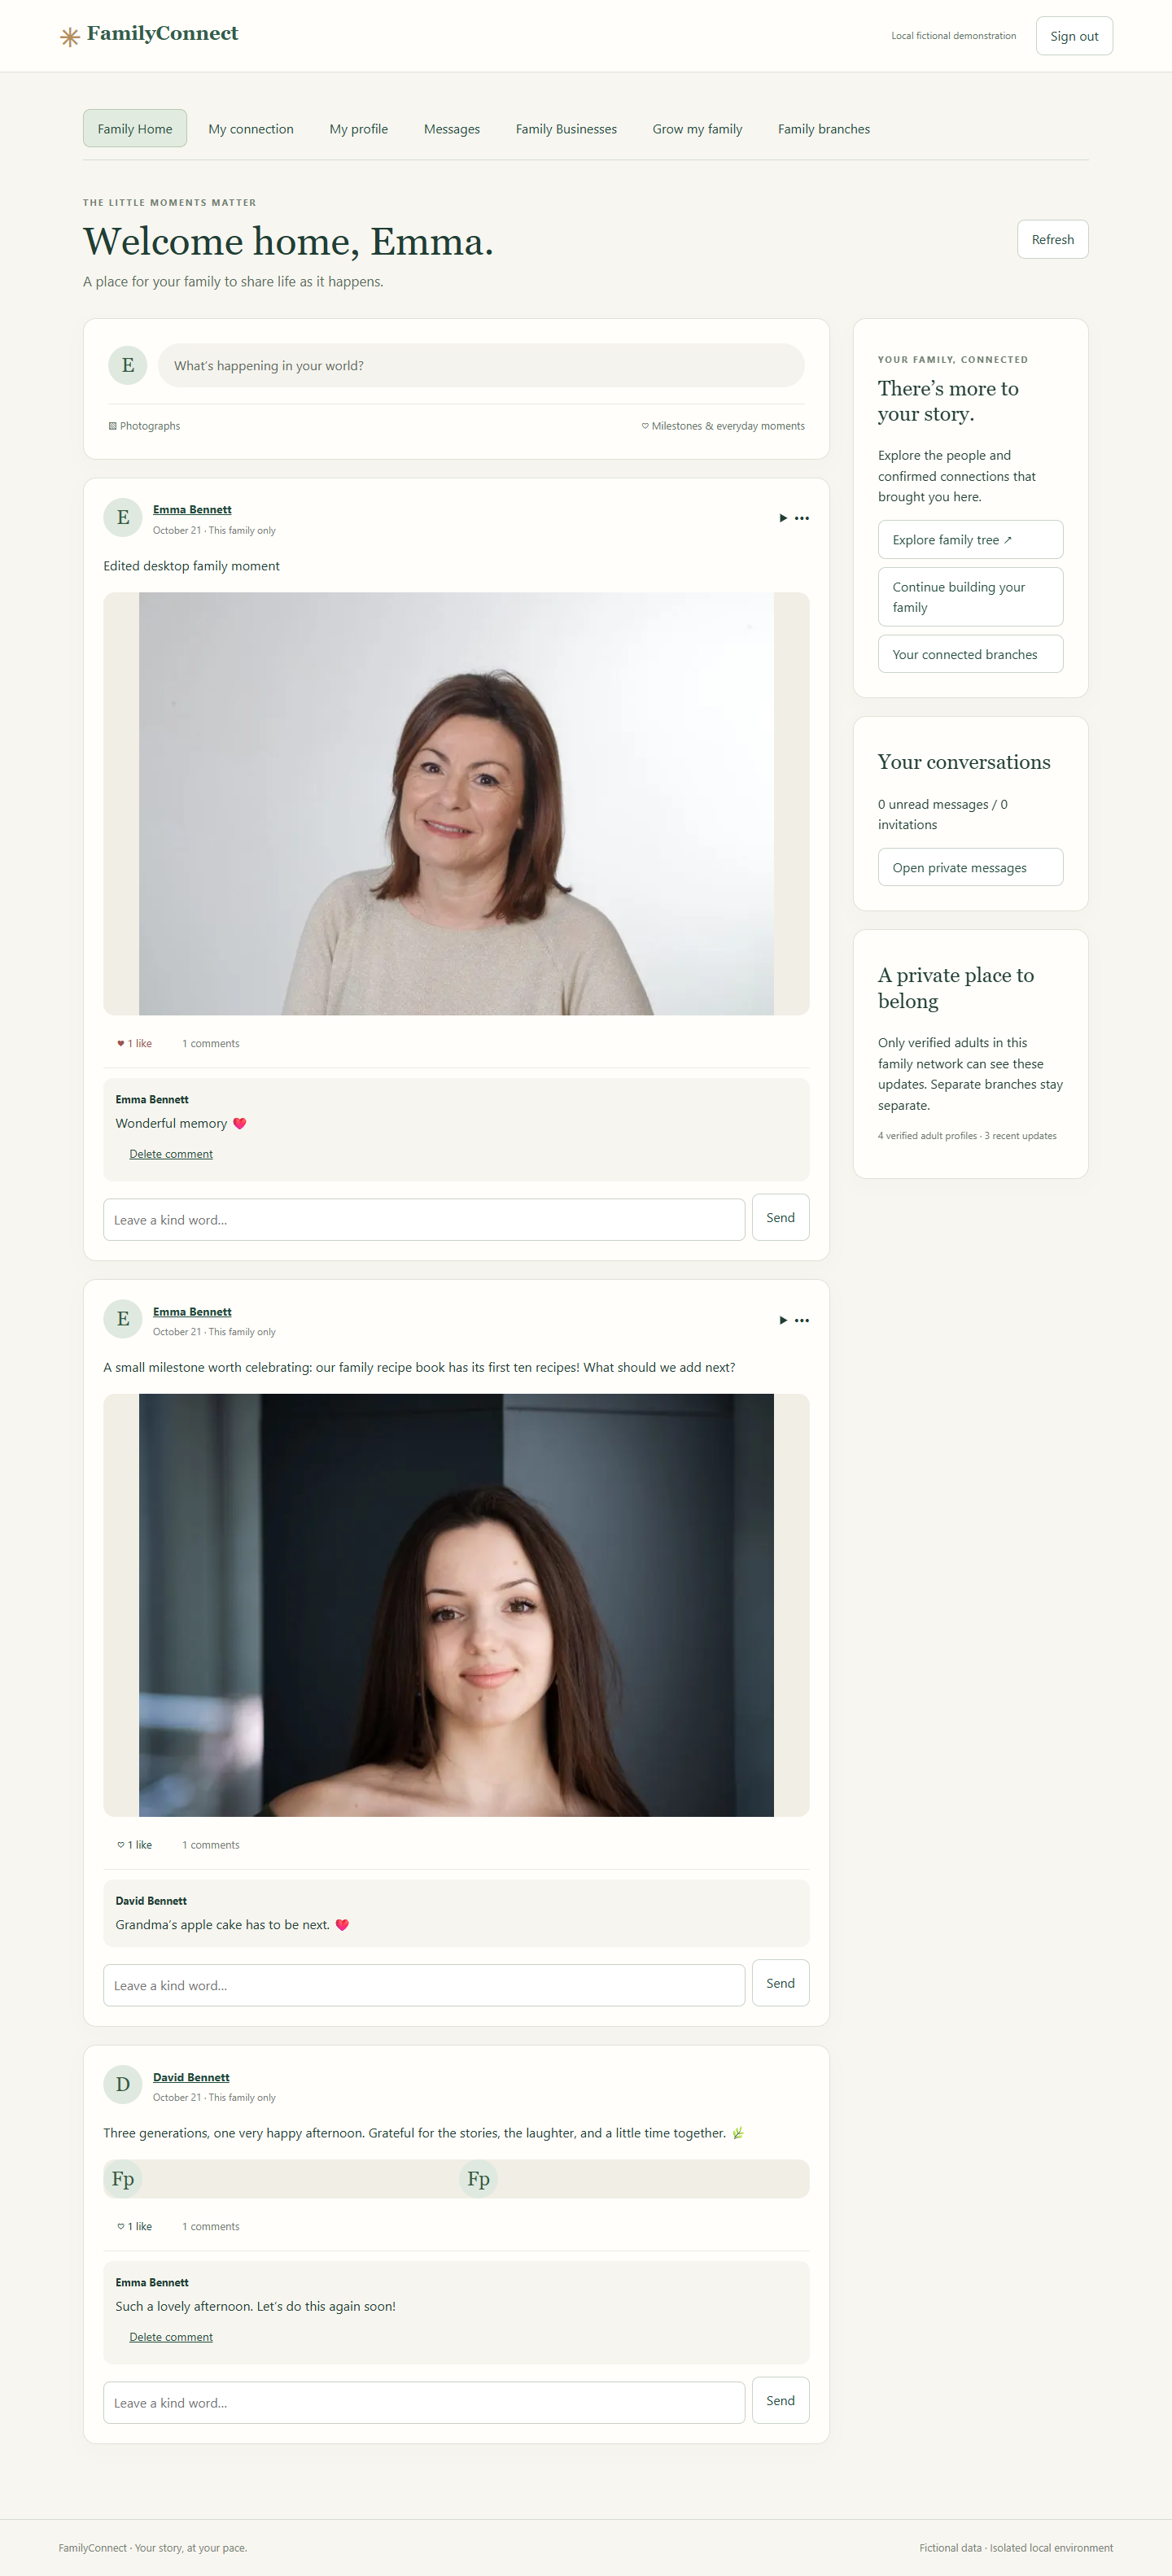 FamilyConnect
Local fictional demonstration
Sign out
Family Home
My connection
My profile
Messages
Family Businesses
Grow my family
Family branches
THE LITTLE MOMENTS MATTER
Welcome home, Emma.
Refresh
A place for your family to share life as it happens.
E
What's happening in your world?
Photographs
♡ Milestones & everyday moments
E
Emma Bennett
October 21 · This family only
▶ •••
Edited desktop family moment
♥ 1 like
1 comments
Emma Bennett
Wonderful memory ❤️
Delete comment
Leave a kind word...
Send
E
Emma Bennett
October 21 · This family only
▶ •••
A small milestone worth celebrating: our family recipe book has its first ten recipes! What should we add next?
♡ 1 like
1 comments
David Bennett
Grandma's apple cake has to be next. ❤️
Leave a kind word...
Send
D
David Bennett
October 21 · This family only
Three generations, one very happy afternoon. Grateful for the stories, the laughter, and a little time together. 🌿
Fp
Fp
♡ 1 like
1 comments
Emma Bennett
Such a lovely afternoon. Let's do this again soon!
Delete comment
Leave a kind word...
Send
YOUR FAMILY, CONNECTED
There's more to
your story.
Explore the people and
confirmed connections that
brought you here.
Explore family tree ↗
Continue building your
family
Your connected branches
Your conversations
0 unread messages / 0
invitations
Open private messages
A private place to
belong
Only verified adults in this
family network can see these
updates. Separate branches stay
separate.
4 verified adult profiles · 3 recent updates
FamilyConnect · Your story, at your pace.
Fictional data · Isolated local environment